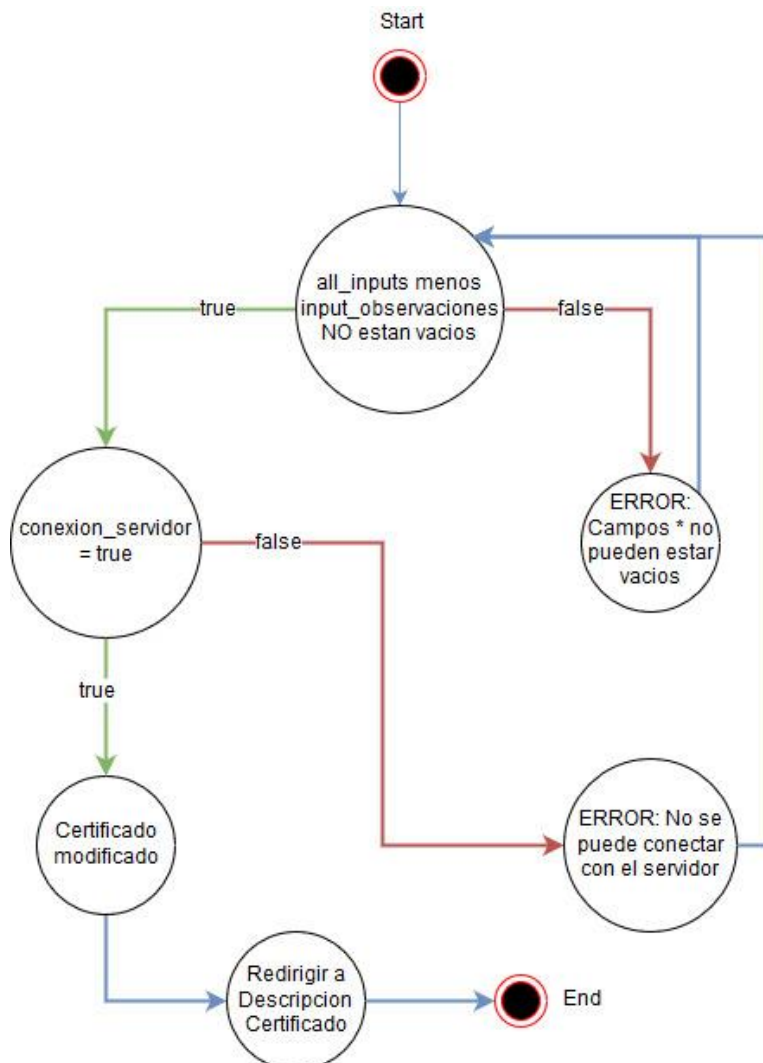 Start
all_inputs menos
input_observaciones
NO estan vacios
true
false
conexion_servidor
= true
false
ERROR:
Campos * no
pueden estar
vacios
true
Certificado
modificado
ERROR: No se
puede conectar
con el servidor
Redirigir a
Descripcion
Certificado
End